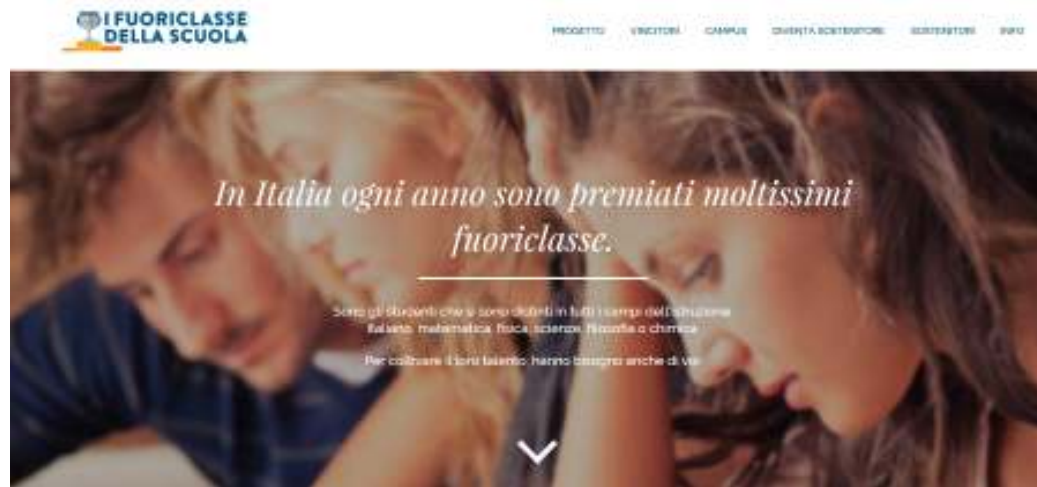 I FUORICLASSE
DELLA SCUOLA
PROGETTO VINCITORI CAMPUS DIVENTA SOSTENITORE SOSTENITORI INFO
In Italia ogni anno sono premiati moltissimi
fuoriclasse.
Sono gli studenti che si sono distinti in tutti i campi dell'istruzione
italiano, matematica, fisica, scienze, filosofia o chimica
Per coltivare il loro talento, hanno bisogno anche di voi